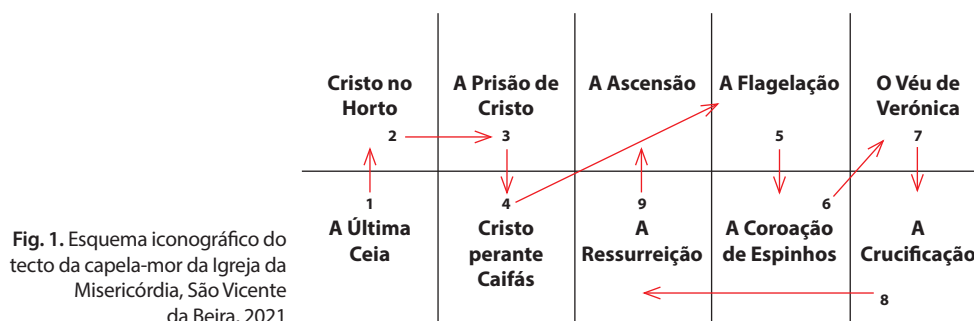 Cristo no
Horto
A Prisão de
Cristo
A Ascensão
A Flagelação
O Véu de
Verónica
2
3
5
7
1
4
9
6
A Última
Ceia
Cristo
perante
Caifás
A
Ressurreição
A Coroação
de Espinhos
A
Crucificação
8
Fig. 1. Esquema iconográfico do
tecto da capela-mor da Igreja da
Misericórdia, São Vicente
da Beira, 2021